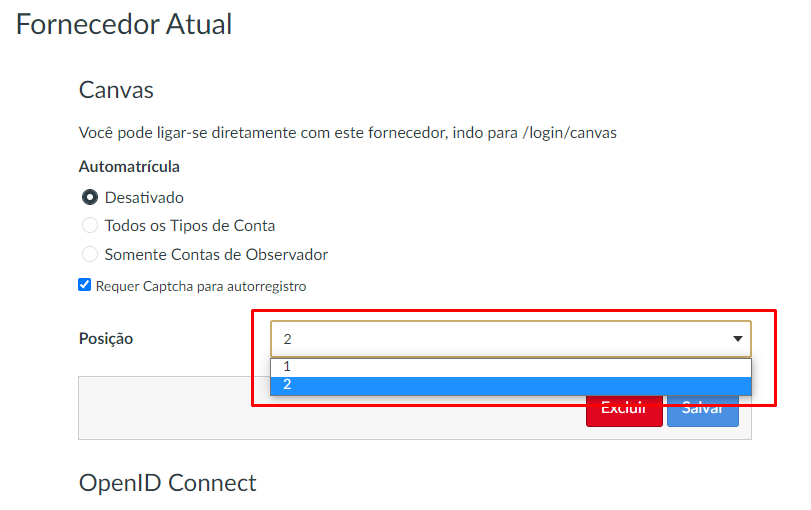 Fornecedor Atual
Canvas
Você pode ligar-se diretamente com este fornecedor, indo para /login/canvas
Automatrícula
Desativado
Todos os Tipos de Conta
Somente Contas de Observador
Requer Captcha para autorregistro
Posição
2
1
2
Excluir
Salvar
OpenID Connect